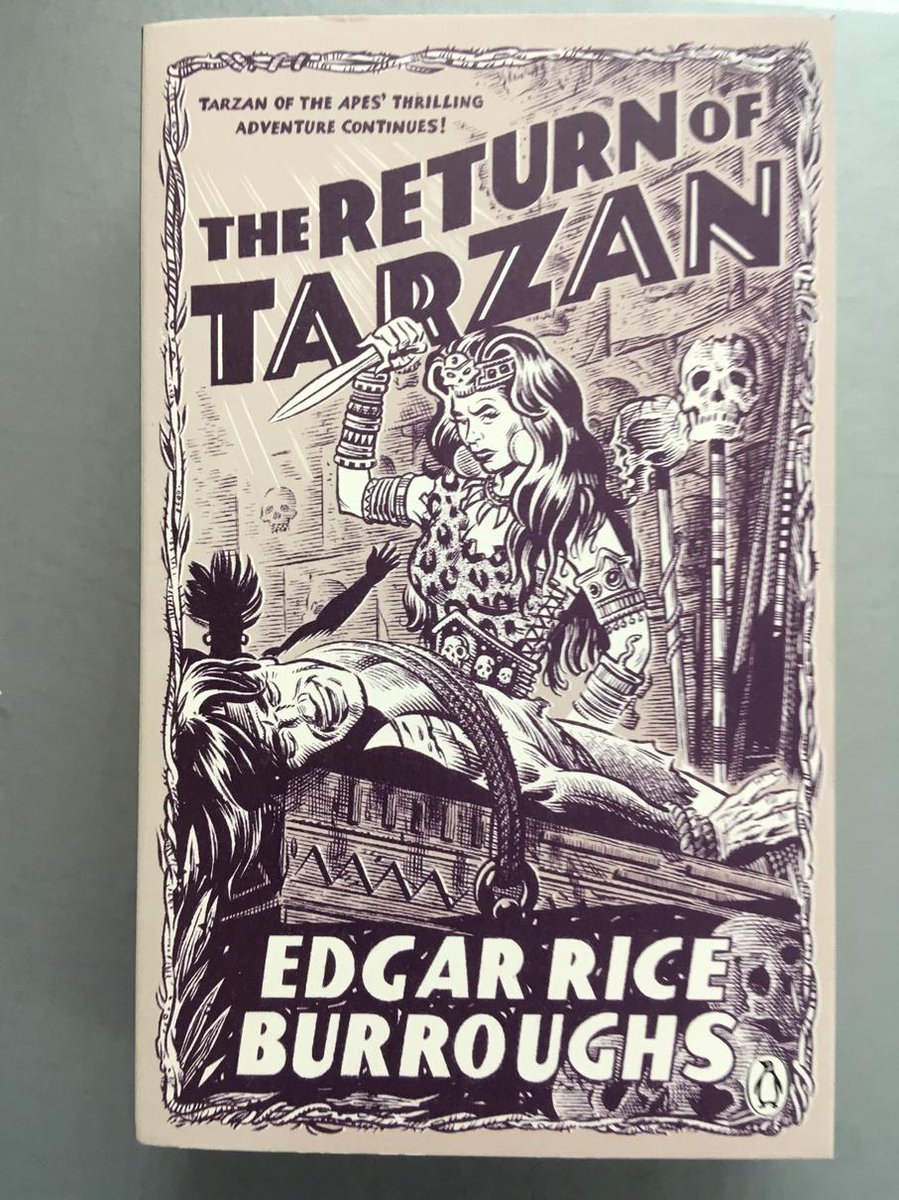 TARZAN OF THE APES' THRILLING
ADVENTURE CONTINUES!
THE RETURN OF
TARZAN
EDGAR RICE
BURROUGHS